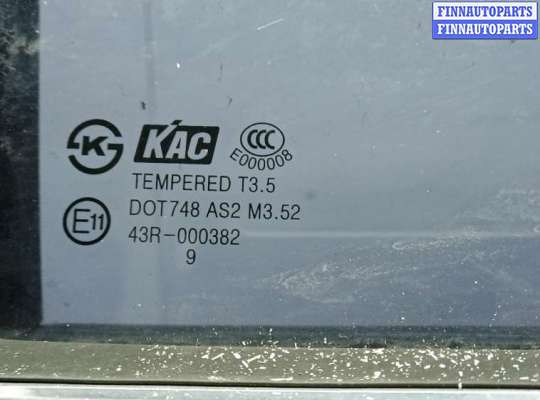 FINNAUTOPARTS
FINNAUTOPARTS
K KAC CCC
E000008
TEMPERED T3.5
DOT748 AS2 M3.52
E11 43R-000382
9